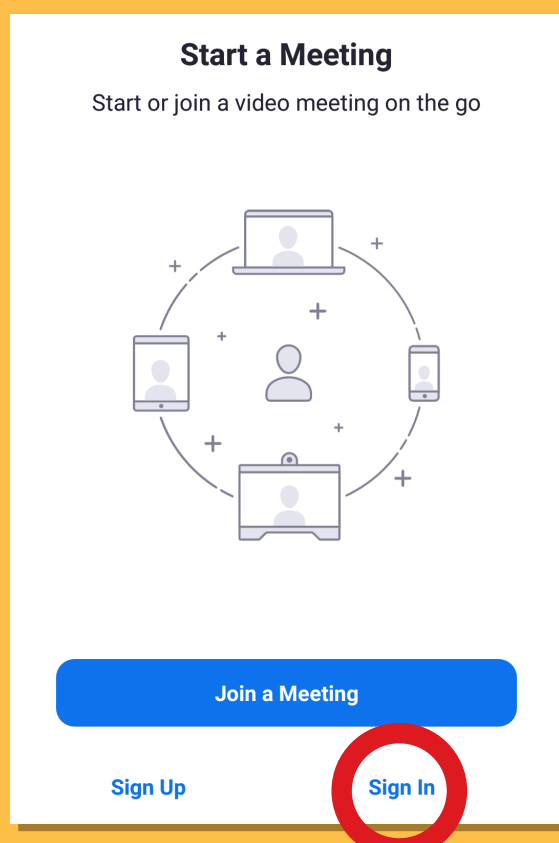 Start a Meeting
Start or join a video meeting on the go
Join a Meeting
Sign Up
Sign In